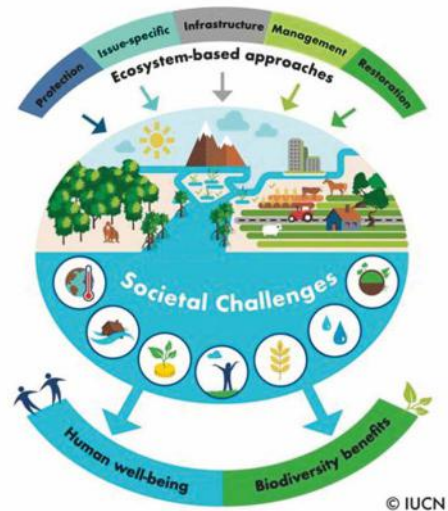 Protection
Issue-specific
Infrastructure
Management
Restoration
Ecosystem-based approaches
Societal Challenges
Human well-being
Biodiversity benefits
© IUCN